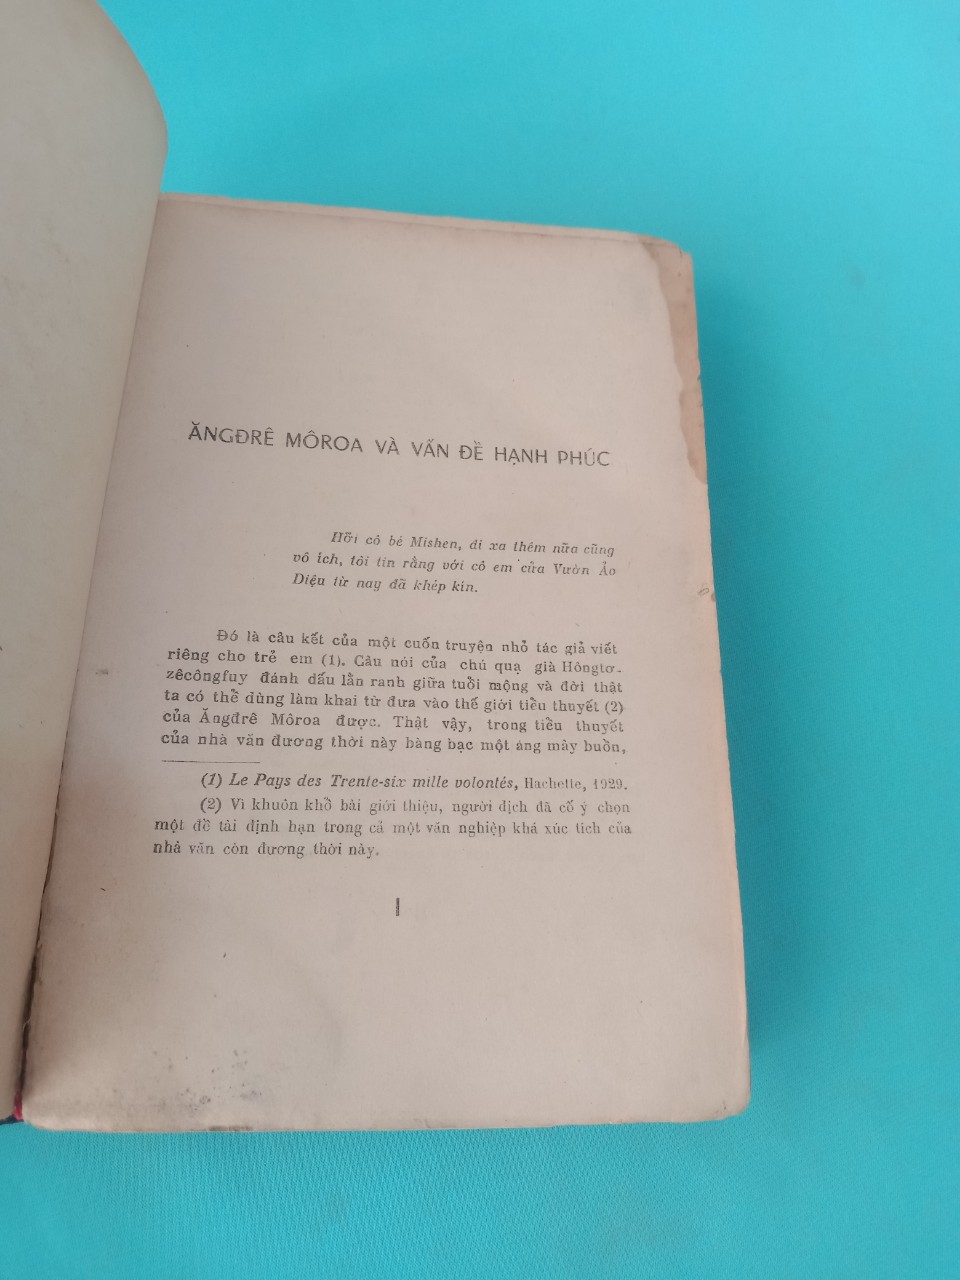 ĂNGĐRÊ MÔROA VÀ VẤN ĐỀ HẠNH PHÚC
Hỡi cô bé Mishen, đi xa thêm nữa cũng
vô ích, tôi tin rằng với cô em cửa Vườn Ảo
Diệu từ nay đã khép kín.
Đó là câu kết của một cuốn truyện nhỏ tác giả viết
riêng cho trẻ em (1). Câu nói của chú quạ già Hôngtơ-
zêcôngfuy đánh dấu lằn ranh giữa tuổi mộng và đời thật
ta có thể dùng làm khai từ đưa vào thế giới tiểu thuyết (2)
của Ăngđrê Môroa được. Thật vậy, trong tiểu thuyết
của nhà văn đương thời này bàng bạc một áng mây buồn,
(1) Le Pays des Trente-six mille volontés, Hachette, 1929.
(2) Vì khuôn khổ bài giới thiệu, người dịch đã cố ý chọn
một đề tài định hạn trong cả một văn nghiệp khá xúc tích của
nhà văn còn đương thời này.
I